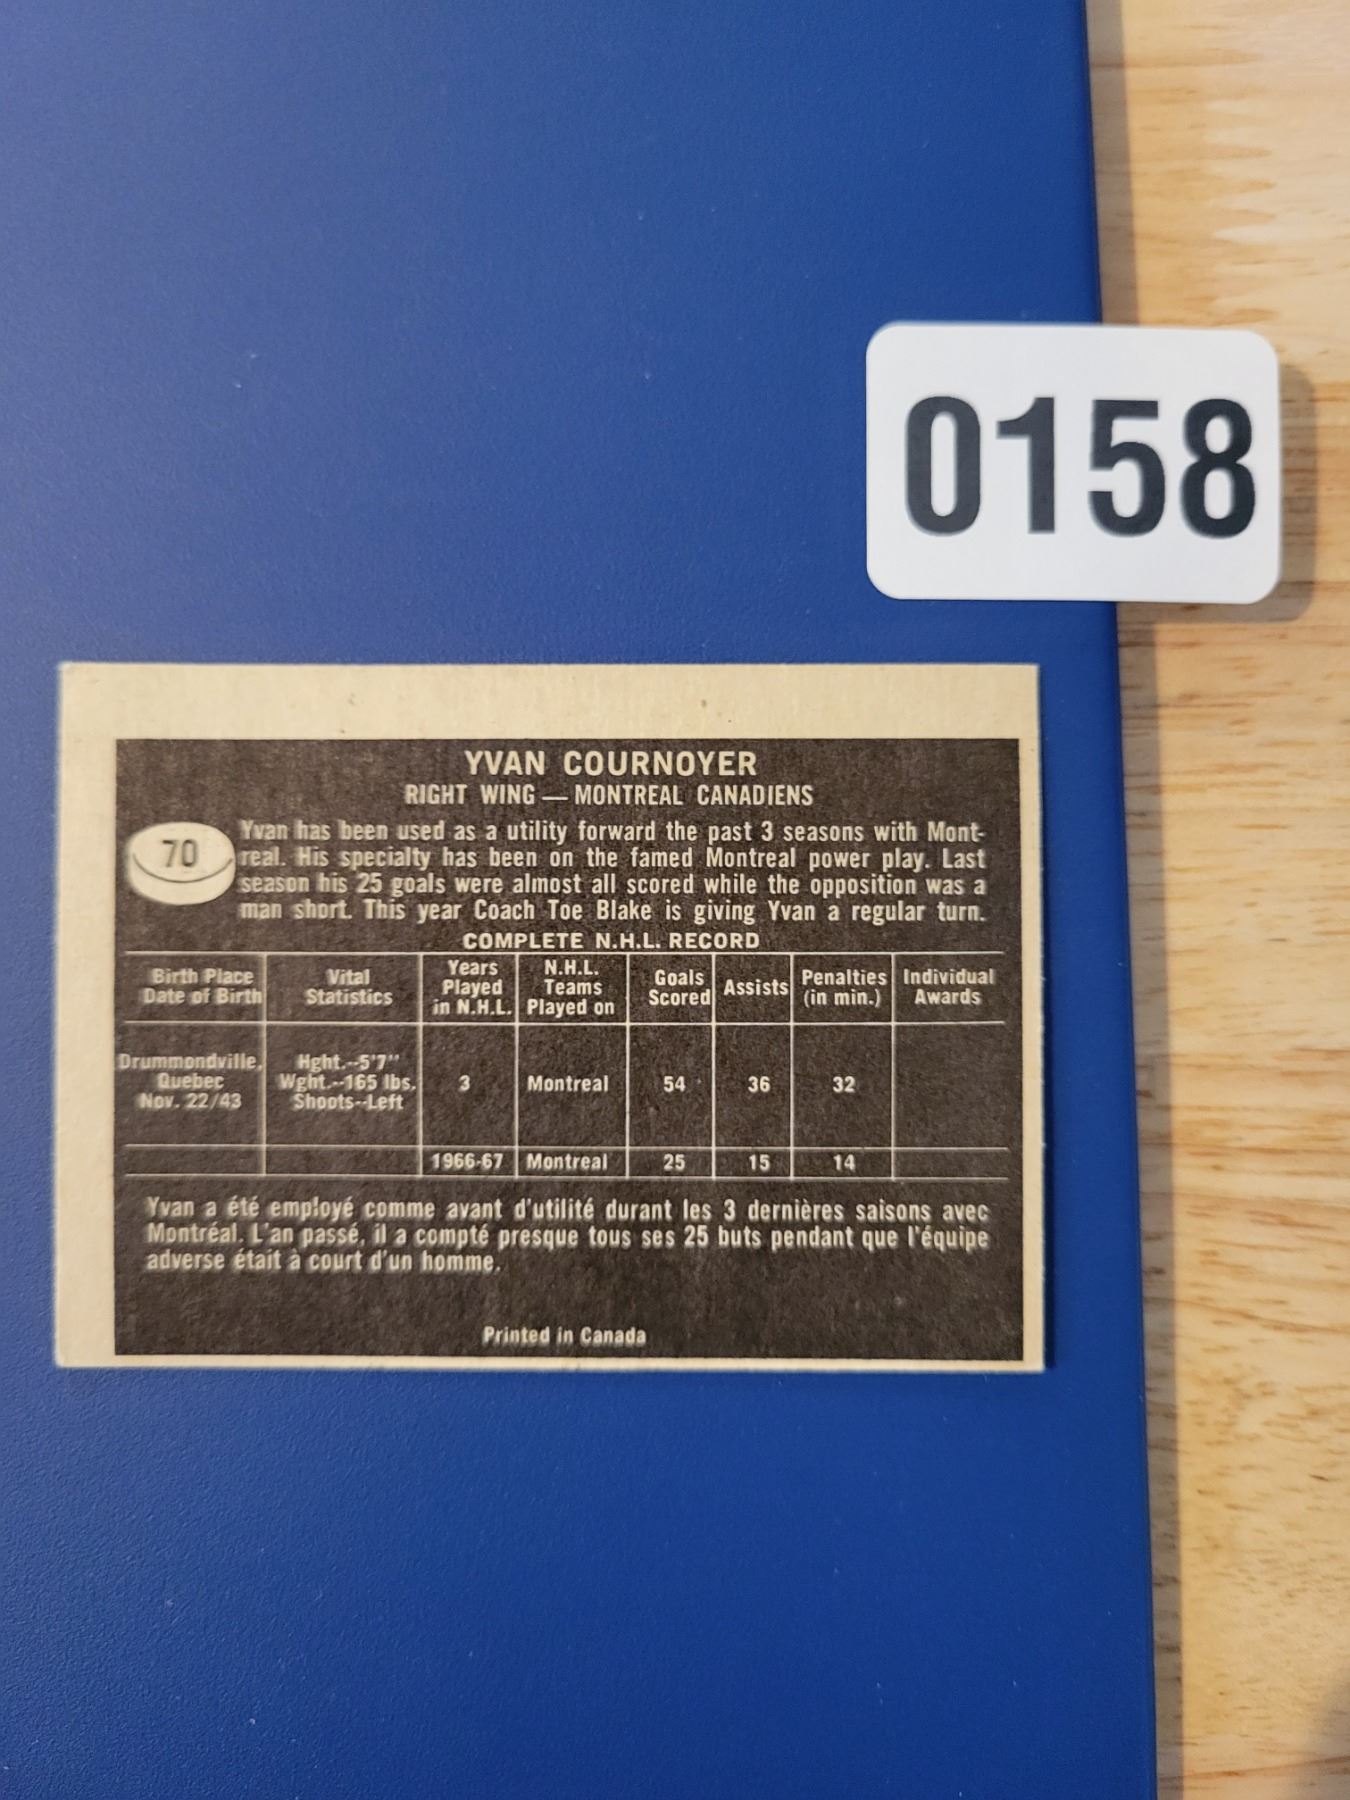 0158
YVAN COURNOYER
RIGHT WING — MONTREAL CANADIENS
70
Yvan has been used as a utility forward the past 3 seasons with Mont-
real. His specialty has been on the famed Montreal power play. Last
season his 25 goals were almost all scored while the opposition was a
man short. This year Coach Toe Blake is giving Yvan a regular turn.
COMPLETE N.H.L. RECORD
Birth Place
Date of Birth
Vital
Statistics
Years
Played
in N.H.L.
N.H.L.
Teams
Played on
Goals
Scored
Assists
Penalties
(in min.)
Individual
Awards
Drummondville,
Quebec
Nov. 22/43
Hght.--5'7"
Wght.--165 lbs.
Shoots--Left
3
Montreal
54
36
32
1966-67
Montreal
25
15
14
Yvan a été employé comme avant d'utilité durant les 3 dernières saisons avec
Montréal. L'an passé, il a compté presque tous ses 25 buts pendant que l'équipe
adverse était à court d'un homme.
Printed in Canada